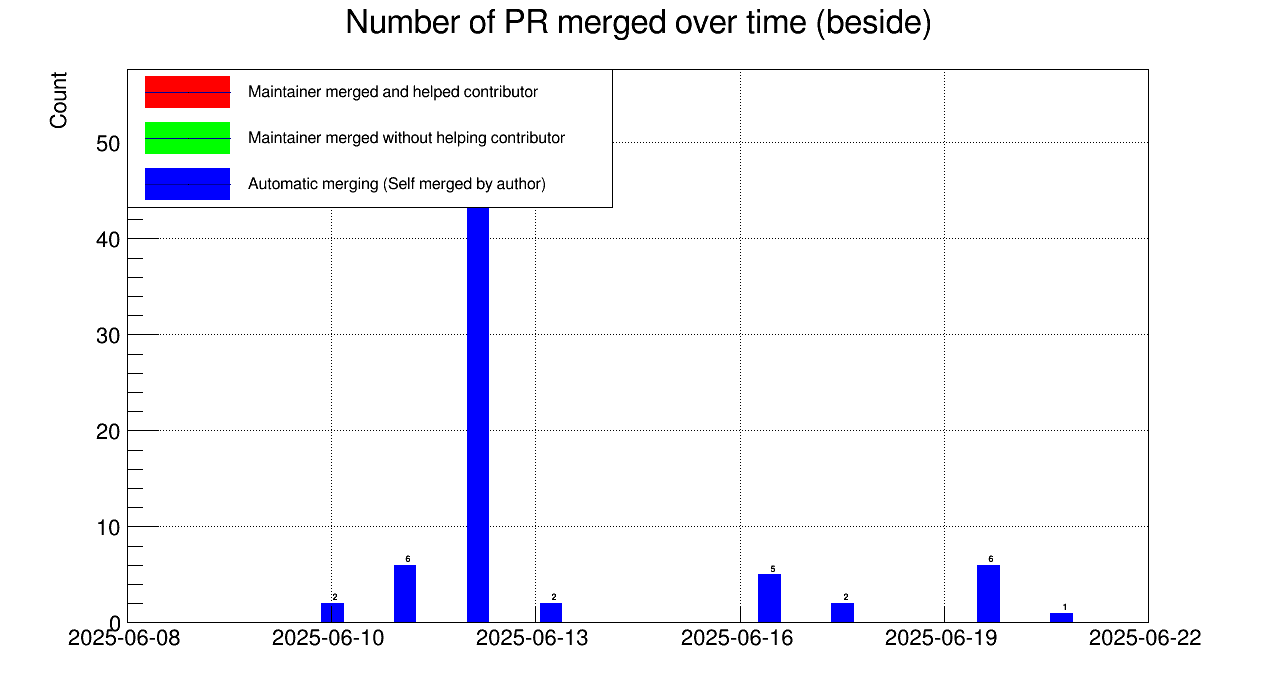 Number of PR merged over time (beside)
Count
Maintainer merged and helped contributor
Maintainer merged without helping contributor
Automatic merging (Self merged by author)
50
40
30
20
10
0
2
6
2
5
2
6
1
2025-06-08 2025-06-10 2025-06-13 2025-06-16 2025-06-19 2025-06-22